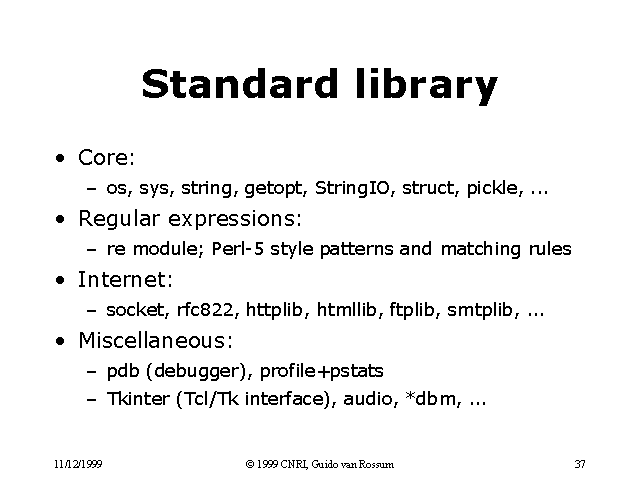 Standard library
• Core:
– os, sys, string, getopt, StringIO, struct, pickle, ...
• Regular expressions:
– re module; Perl-5 style patterns and matching rules
• Internet:
– socket, rfc822, httplib, htmllib, ftplib, smtplib, ...
• Miscellaneous:
– pdb (debugger), profile+pstats
– Tkinter (Tcl/Tk interface), audio, *dbm, ...
11/12/1999
© 1999 CNRI, Guido van Rossum
37